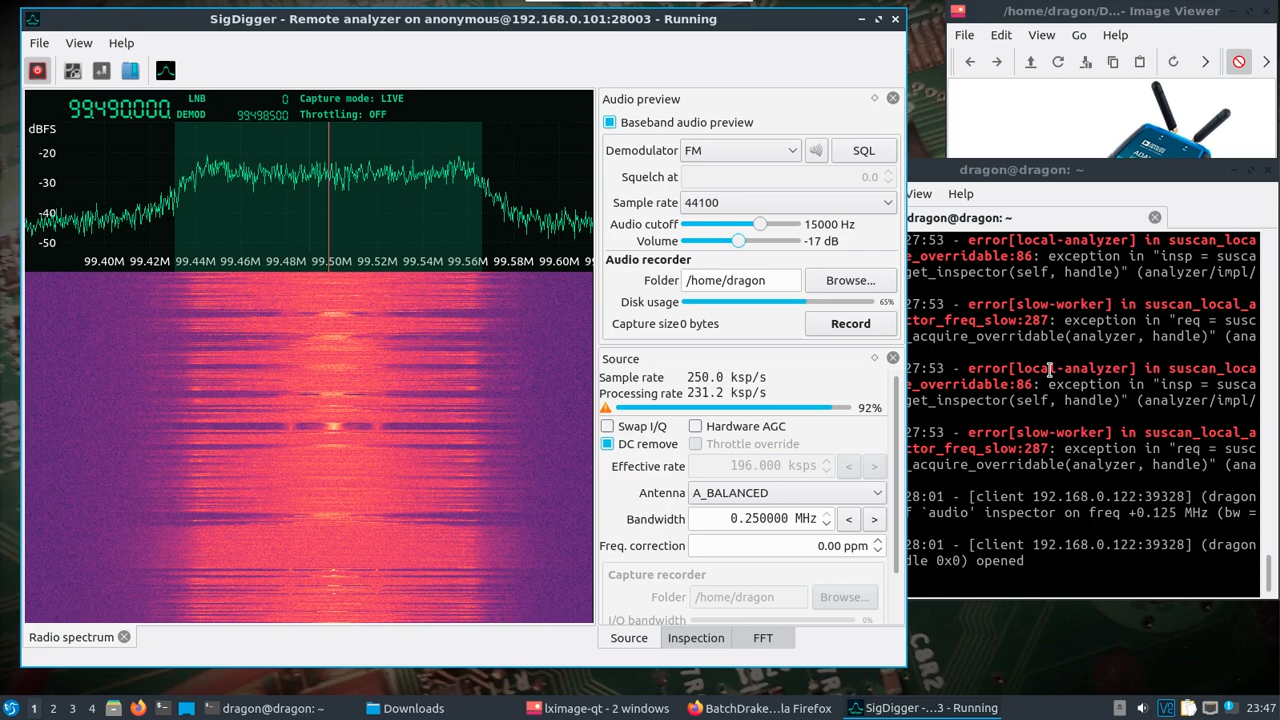 SigDigger - Remote analyzer on anonymous@192.168.0.101:28003 - Running
File View Help
99.490.000.
LNB 0.
DEMOD 99498500
Capture mode: LIVE
Throttling: OFF
dBFS
-20
-30
-40
-50
99.40M 99.42M 99.44M 99.46M 99.48M 99.50M 99.52M 99.54M 99.56M 99.58M 99.60M
Radio spectrum
Audio preview
Baseband audio preview
Demodulator FM SQL
Squelch at 0.0
Sample rate 44100
Audio cutoff 15000 Hz
Volume -17 dB
Audio recorder
Folder /home/dragon Browse...
Disk usage 65%
Capture size 0 bytes Record
Source
Sample rate 250.0 ksp/s
Processing rate 231.2 ksp/s
92%
Swap I/Q Hardware AGC
DC remove Throttle override
Effective rate 196.000 ksps < >
Antenna A_BALANCED
Bandwidth 0.250000 MHz < >
Freq. correction 0.00 ppm
Capture recorder
Folder /home/dragon Browse...
I/O bandwidth 0%
Source Inspection FFT
/home/dragon/D...- Image Viewer
File Edit View Go Help
dragon@dragon: ~
View Help
dragon@dragon: ~
27:53 - error[local-analyzer] in suscan_loca
e_overridable:86: exception in "insp = susca
get_inspector(self, handle)" (analyzer/impl/
27:53 - error[slow-worker] in suscan_local_a
ctor_freq_slow:287: exception in "req = susc
_acquire_overridable(analyzer, handle)" (ana
27:53 - error[local-analyzer] in suscan_loca
e_overridable:86: exception in "insp = susca
get_inspector(self, handle)" (analyzer/impl/
27:53 - error[slow-worker] in suscan_local_a
ctor_freq_slow:287: exception in "req = susc
_acquire_overridable(analyzer, handle)" (ana
28:01 - [client 192.168.0.122:39328] (dragon
f `audio' inspector on freq +0.125 MHz (bw =
28:01 - [client 192.168.0.122:39328] (dragon
dle 0x0) opened
1 2 3 4 dragon@dragon: ~ Downloads lximage-qt - 2 windows BatchDrake...la Firefox SigDigger -...3 - Running 23:47